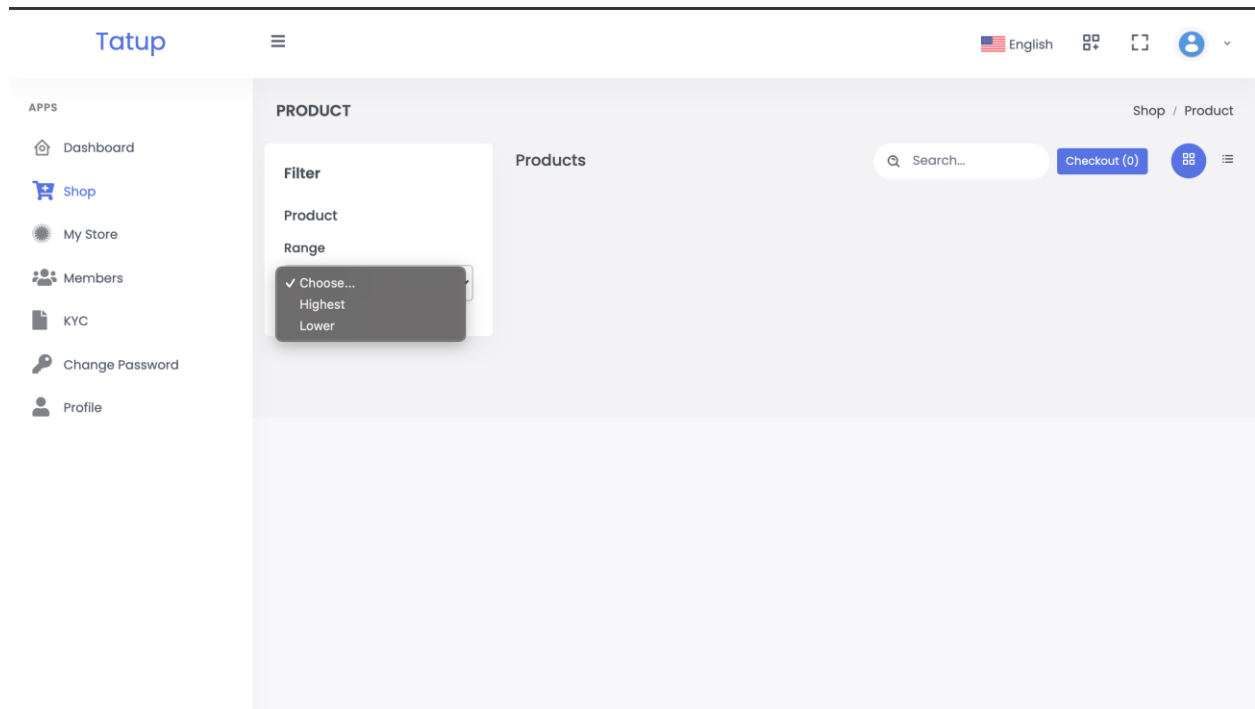 Tatup
English
APPS
Dashboard
Shop
My Store
Members
KYC
Change Password
Profile
PRODUCT
Shop / Product
Filter
Product
Range
✓ Choose...
Highest
Lower
Products
Search...
Checkout (0)